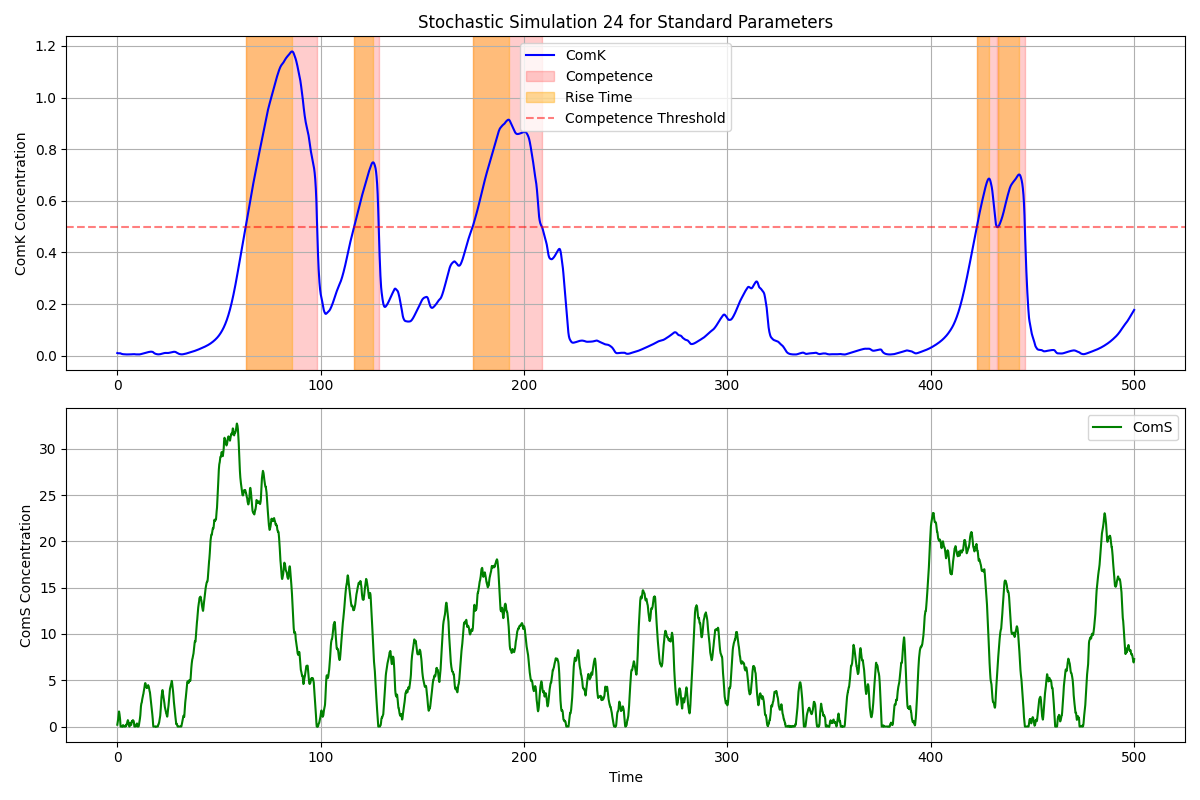 Stochastic Simulation 24 for Standard Parameters
ComK Concentration
1.2
1.0
0.8
0.6
0.4
0.2
0.0
ComK
Competence
Rise Time
Competence Threshold
0 100 200 300 400 500
ComS Concentration
30
25
20
15
10
5
0
ComS
0 100 200 300 400 500
Time